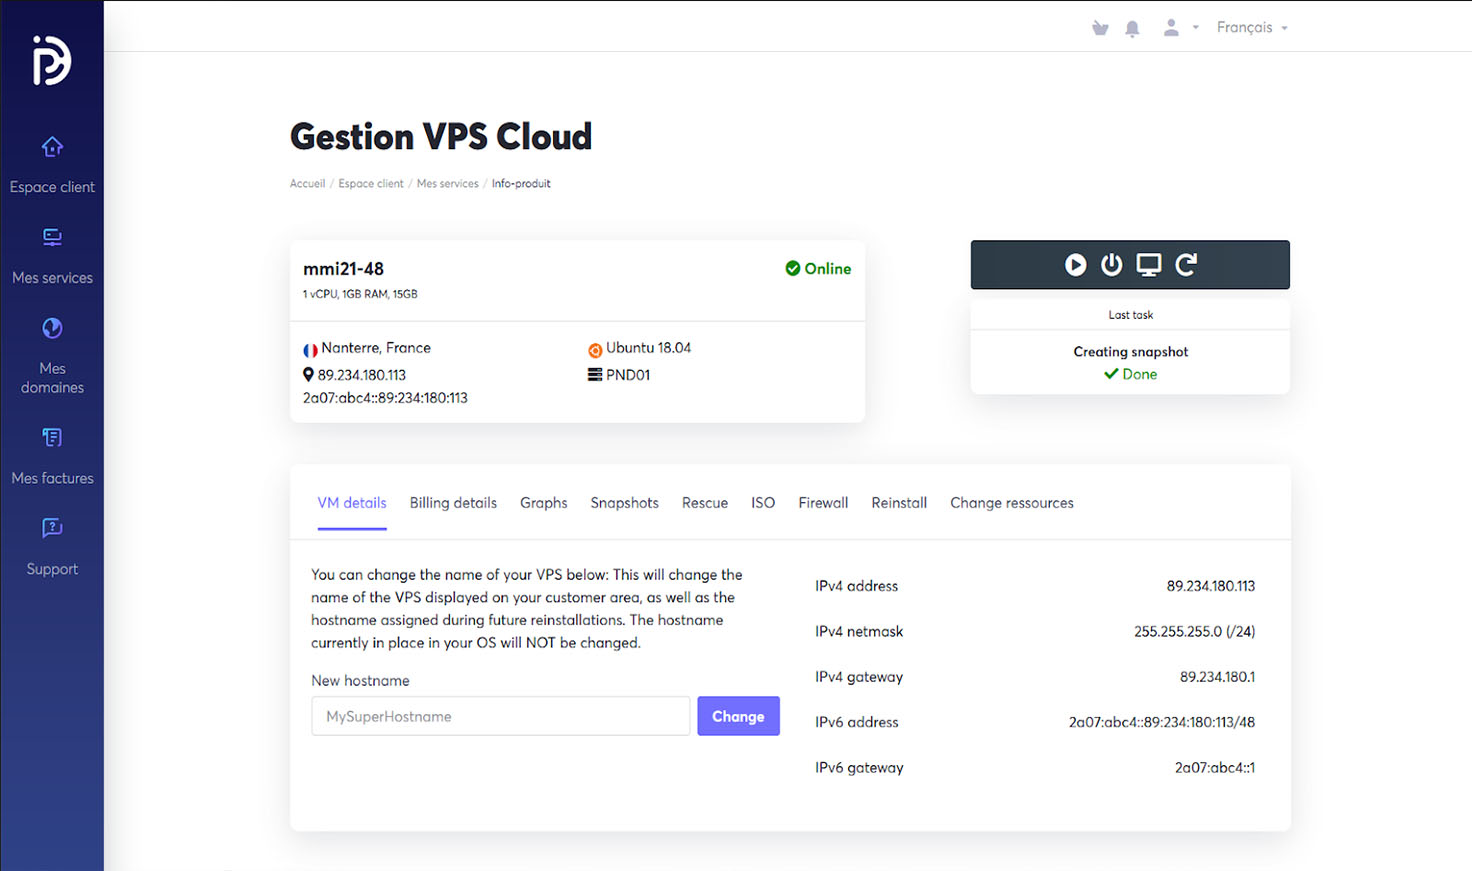 Français
Espace client
Mes services
Mes
domaines
Mes factures
Support
Gestion VPS Cloud
Accueil / Espace client / Mes services / Info-produit
mmi21-48
Online
1 vCPU, 1GB RAM, 15GB
Nanterre, France
Ubuntu 18.04
89.234.180.113
PND01
2a07:abc4::89:234:180:113
Last task
Creating snapshot
Done
VM details Billing details Graphs Snapshots Rescue ISO Firewall Reinstall Change ressources
You can change the name of your VPS below: This will change the
name of the VPS displayed on your customer area, as well as the
hostname assigned during future reinstallations. The hostname
currently in place in your OS will NOT be changed.
New hostname
MySuperHostname
Change
IPv4 address 89.234.180.113
IPv4 netmask 255.255.255.0 (/24)
IPv4 gateway 89.234.180.1
IPv6 address 2a07:abc4::89:234:180:113/48
IPv6 gateway 2a07:abc4::1